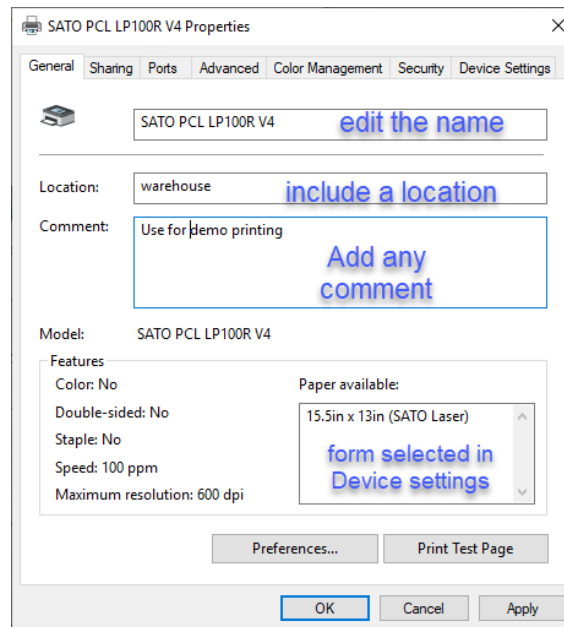 SATO PCL LP100R V4 Properties
General Sharing Ports Advanced Color Management Security Device Settings
SATO PCL LP100R V4 edit the name
Location: warehouse include a location
Comment: Use for demo printing
Add any
comment
Model: SATO PCL LP100R V4
Features
Color: No
Double-sided: No
Staple: No
Speed: 100 ppm
Maximum resolution: 600 dpi
Paper available:
15.5in x 13in (SATO Laser)
form selected in
Device settings
Preferences... Print Test Page
OK Cancel Apply